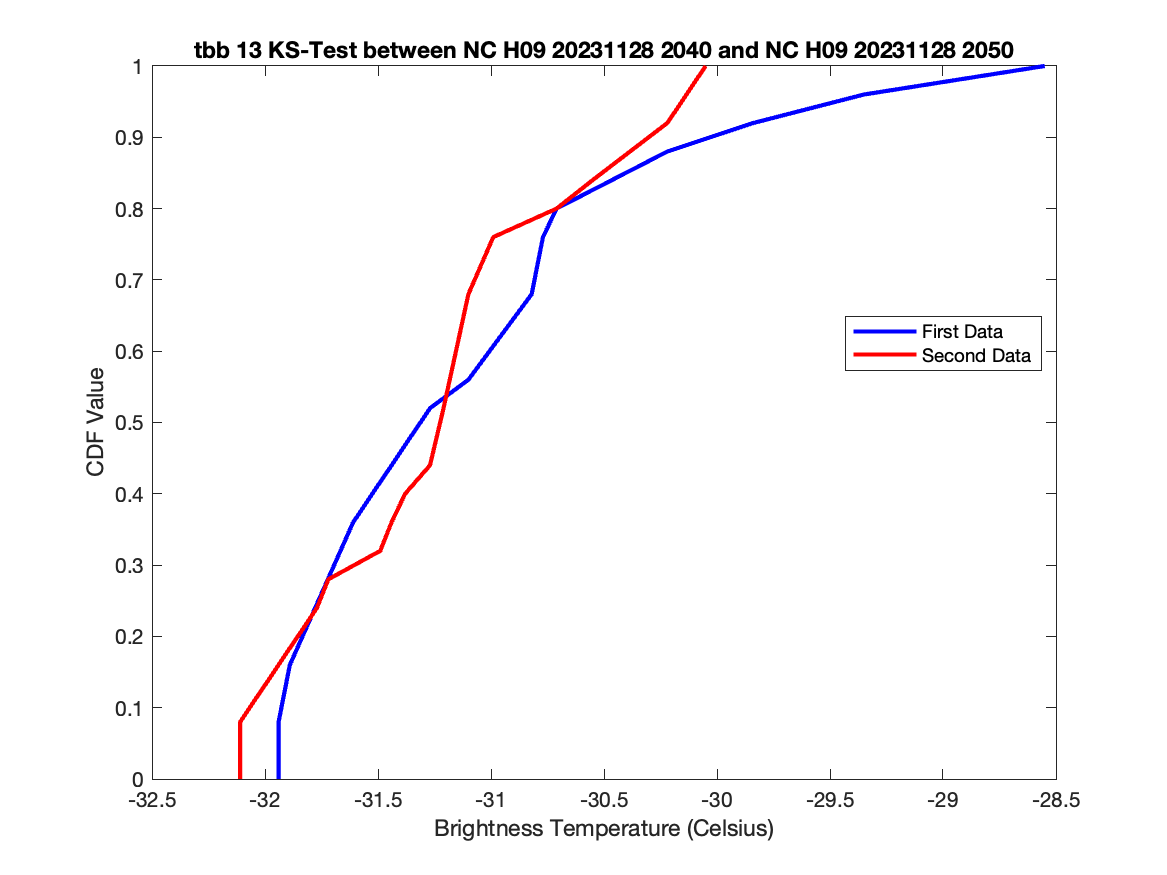 tbb 13 KS-Test between NC H09 20231128 2040 and NC H09 20231128 2050
1
0.9
0.8
0.7
0.6
0.5
0.4
0.3
0.2
0.1
0
CDF Value
First Data
Second Data
-32.5 -32 -31.5 -31 -30.5 -30 -29.5 -29 -28.5
Brightness Temperature (Celsius)